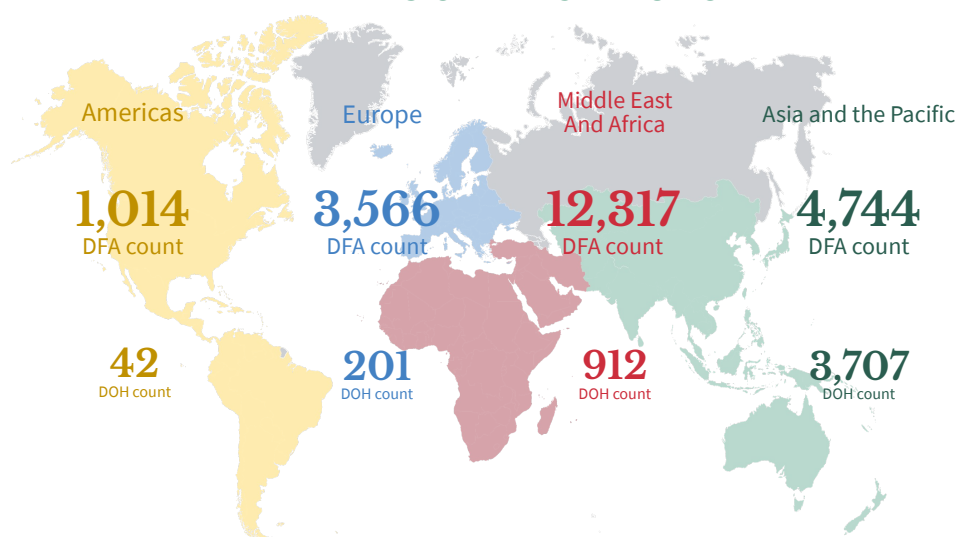 Americas
1,014
DFA count
42
DOH count
Europe
3,566
DFA count
201
DOH count
Middle East
And Africa
12,317
DFA count
912
DOH count
Asia and the Pacific
4,744
DFA count
3,707
DOH count